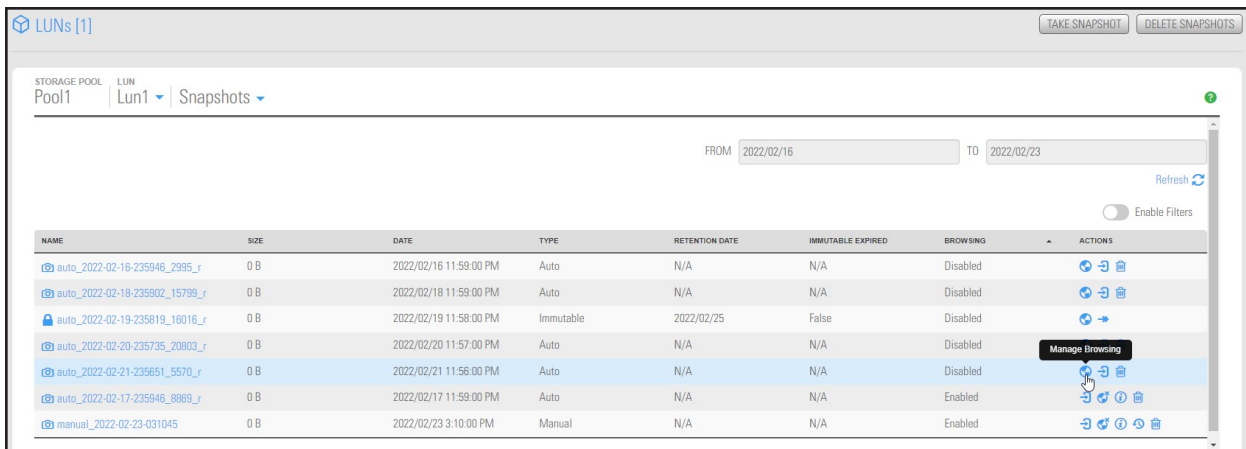 LUNs [1]
TAKE SNAPSHOT DELETE SNAPSHOTS
STORAGE POOL LUN
Pool1 Lun1 Snapshots
FROM 2022/02/16 TO 2022/02/23
Refresh
Enable Filters
NAME SIZE DATE TYPE RETENTION DATE IMMUTABLE EXPIRED BROWSING ACTIONS
auto_2022-02-16-235946_2995_r 0 B 2022/02/16 11:59:00 PM Auto N/A N/A Disabled
auto_2022-02-18-235902_15799_r 0 B 2022/02/18 11:59:00 PM Auto N/A N/A Disabled
auto_2022-02-19-235819_16016_r 0 B 2022/02/19 11:58:00 PM Immutable 2022/02/25 False Disabled
auto_2022-02-20-235735_20803_r 0 B 2022/02/20 11:57:00 PM Auto N/A N/A Disabled
Manage Browsing
auto_2022-02-21-235651_5570_r 0 B 2022/02/21 11:56:00 PM Auto N/A N/A Disabled
auto_2022-02-17-235946_8869_r 0 B 2022/02/17 11:59:00 PM Auto N/A N/A Enabled
manual_2022-02-23-031045 0 B 2022/02/23 3:10:00 PM Manual N/A N/A Enabled